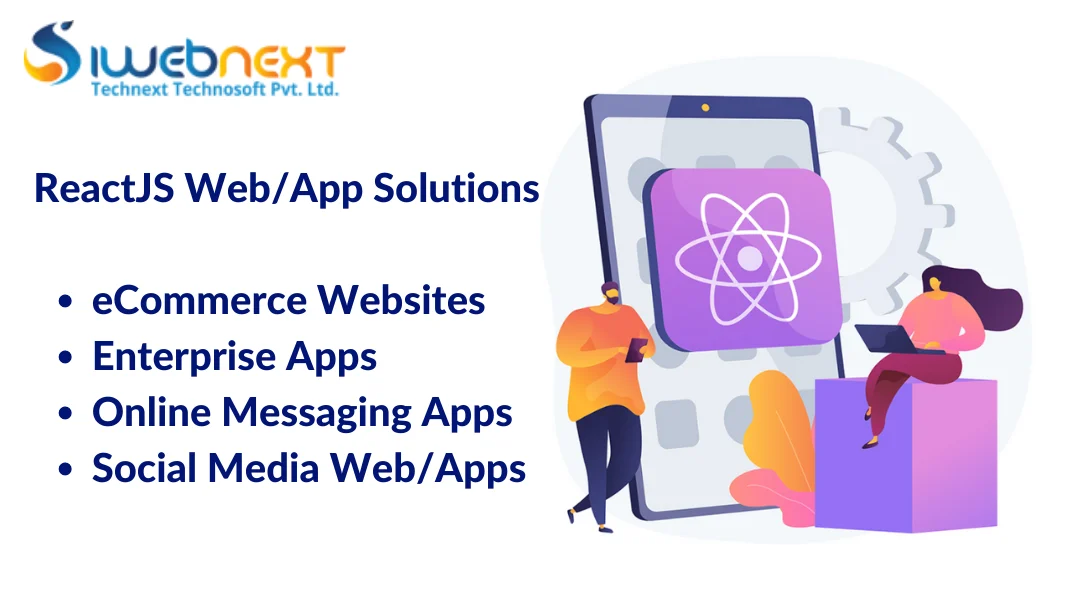 SIWEBNEXT
Technext Technosoft Pvt. Ltd.
ReactJS Web/App Solutions
• eCommerce Websites
• Enterprise Apps
• Online Messaging Apps
• Social Media Web/Apps